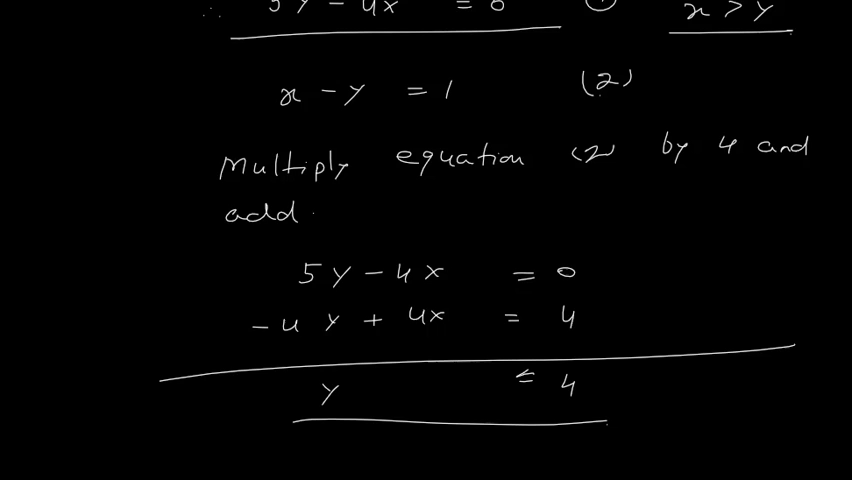 ∴ 5y - 4x = 0 x > y
x - y = 1 (2)
Multiply equation (2) by 4 and
add.
5y - 4x = 0
-4y + 4x = 4
y = 4